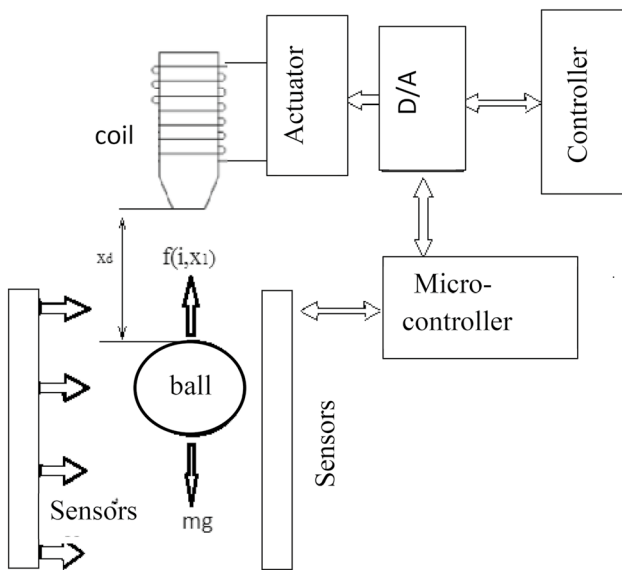 coil
Actuator
D/A
Controller
xd
f(i,x1)
Micro-
controller
ball
Sensors
Sensors
mg